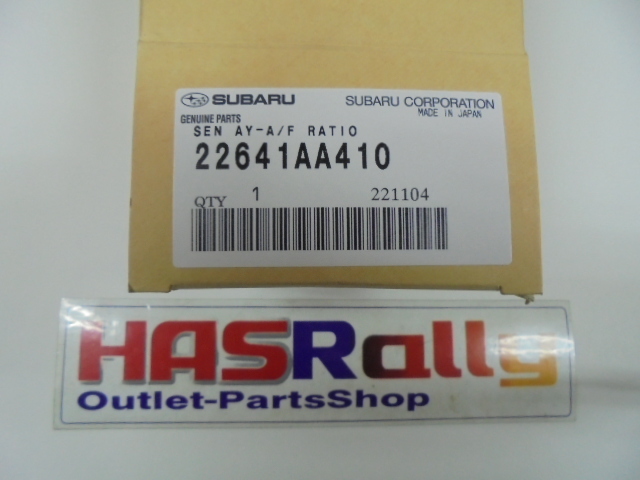 SUBARU SUBARU CORPORATION
GENUINE PARTS MADE IN JAPAN
SEN AY-A/F RATIO
22641AA410
QTY 1 221104
HASRally
Outlet-PartsShop